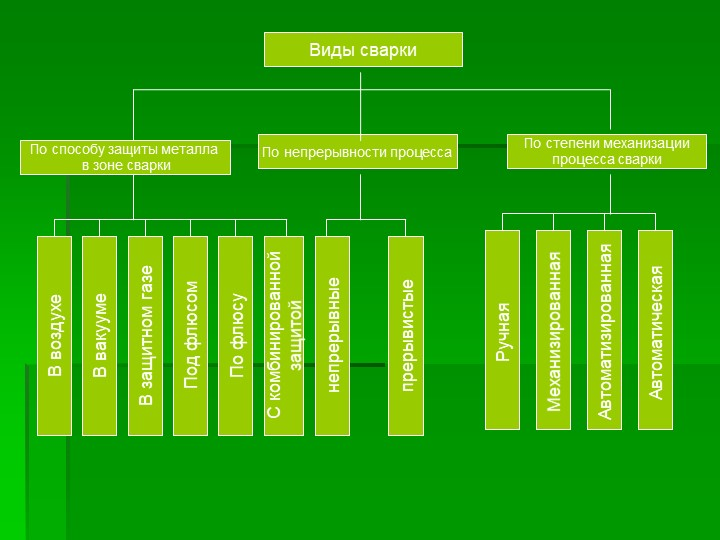 Виды сварки
По способу защиты металла
в зоне сварки
По непрерывности процесса
По степени механизации
процесса сварки
В воздухе
В вакууме
В защитном газе
Под флюсом
По флюсу
С комбинированной
защитой
непрерывные
прерывистые
Ручная
Механизированная
Автоматизированная
Автоматическая